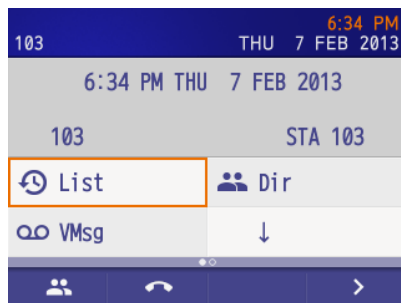 6:34 PM
103 THU 7 FEB 2013
6:34 PM THU 7 FEB 2013
103 STA 103
List Dir
VMsg ↓